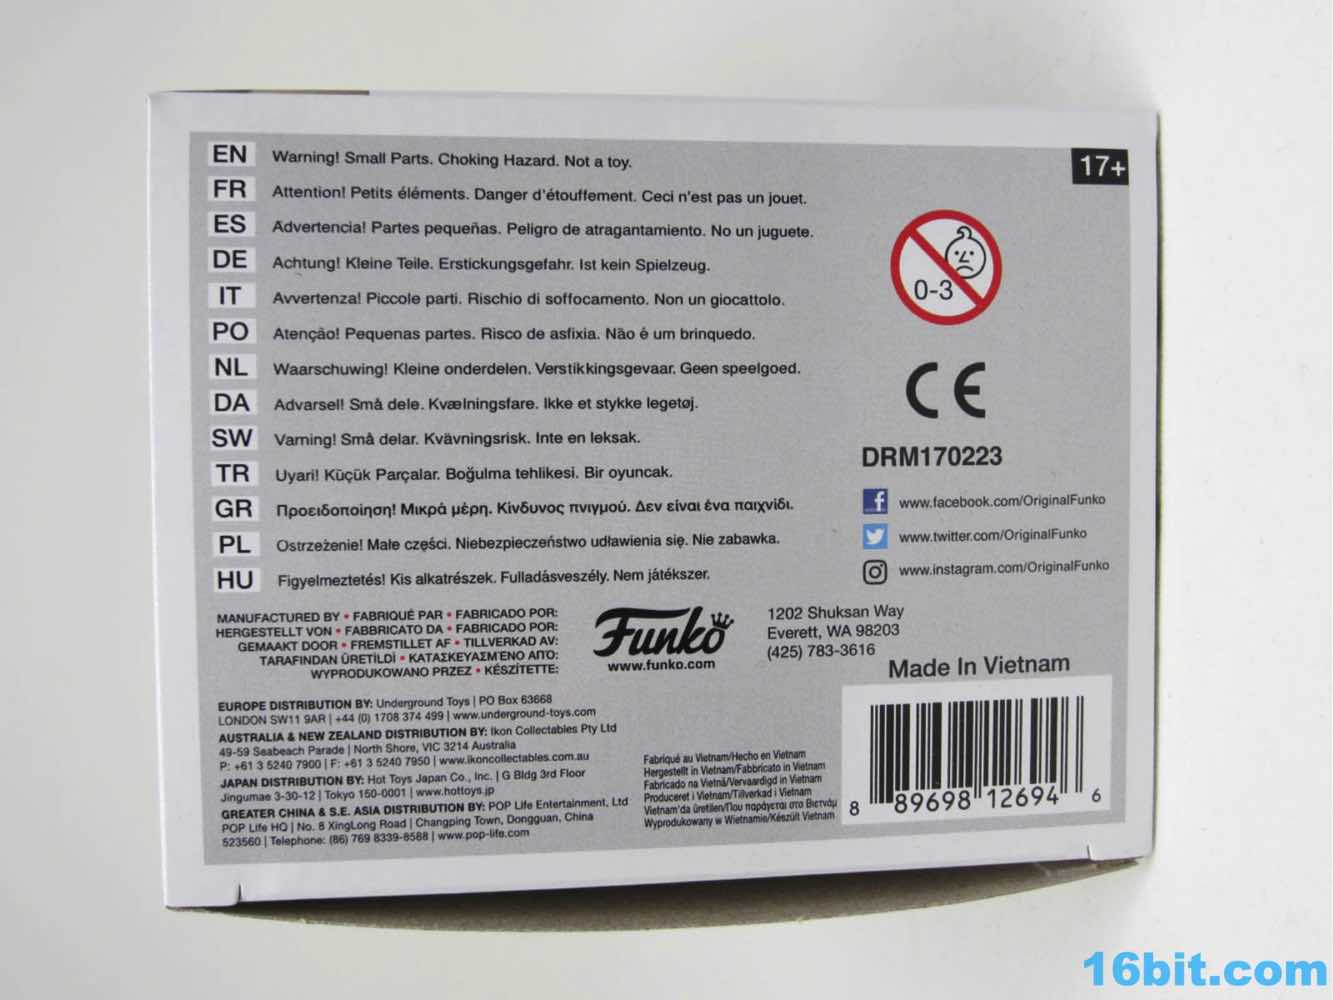 EN Warning! Small Parts. Choking Hazard. Not a toy.
FR Attention! Petits éléments. Danger d'étouffement. Ceci n'est pas un jouet.
ES Advertencia! Partes pequeñas. Peligro de atragantamiento. No un juguete.
DE Achtung! Kleine Teile. Erstickungsgefahr. Ist kein Spielzeug.
IT Avvertenza! Piccole parti. Rischio di soffocamento. Non un giocattolo.
PO Atenção! Pequenas partes. Risco de asfixia. Não é um brinquedo.
NL Waarschuwing! Kleine onderdelen. Verstikkingsgevaar. Geen speelgoed.
DA Advarsel! Små dele. Kvælningsfare. Ikke et stykke legetøj.
SW Varning! Små delar. Kvävningsrisk. Inte en leksak.
TR Uyari! Küçük Parçalar. Boğulma tehlikesi. Bir oyuncak.
GR Προειδοποίηση! Μικρά μέρη. Κίνδυνος πνιγμού. Δεν είναι ένα παιχνίδι.
PL Ostrzeżenie! Małe części. Niebezpieczeństwo udławienia się. Nie zabawka.
HU Figyelmeztetés! Kis alkatrészek. Fulladásveszély. Nem játékszer.
17+
0-3
CE
DRM170223
www.facebook.com/OriginalFunko
www.twitter.com/OriginalFunko
www.instagram.com/OriginalFunko
MANUFACTURED BY • FABRIQUÉ PAR • FABRICADO POR:
HERGESTELLT VON • FABBRICATO DA • FABRICADO POR:
GEMAAKT DOOR • FREMSTILLET AF • TILLVERKAD AV:
TARAFINDAN ÜRETİLDİ • ΚΑΤΑΣΚΕΥΑΣΜΈΝΟ ΑΠΌ:
WYPRODUKOWANO PRZEZ • KÉSZÍTETTE:
Funko
www.funko.com
1202 Shuksan Way
Everett, WA 98203
(425) 783-3616
Made In Vietnam
EUROPE DISTRIBUTION BY: Underground Toys | PO Box 63668
LONDON SW11 9AR | +44 (0) 1708 374 499 | www.underground-toys.com
AUSTRALIA & NEW ZEALAND DISTRIBUTION BY: Ikon Collectables Pty Ltd
49-59 Seabeach Parade | North Shore, VIC 3214 Australia
P: +61 3 5240 7900 | F: +61 3 5240 7950 | www.ikoncollectables.com.au
JAPAN DISTRIBUTION BY: Hot Toys Japan Co., Inc. | G Bldg 3rd Floor
Jingumae 3-30-12 | Tokyo 150-0001 | www.hottoys.jp
GREATER CHINA & S.E. ASIA DISTRIBUTION BY: POP Life Entertainment, Ltd
POP Life HQ | No. 8 XingLong Road | Changping Town, Dongguan, China
523560 | Telephone: (86) 769 8339-8588 | www.pop-life.com
Fabriqué au Vietnam/Hecho en Vietnam
Hergestellt in Vietnam/Fabbricato in Vietnam
Fabricado na Vietnã/Vervaardigd in Vietnam
Produceret i Vietnam/Tillverkad i Vietnam
Vietnam'da üretilen/Που παράγεται στο Βιετνάμ
Wyprodukowany w Wietnamie/Készült Vietnam
8 89698 12694 6
16bit.com